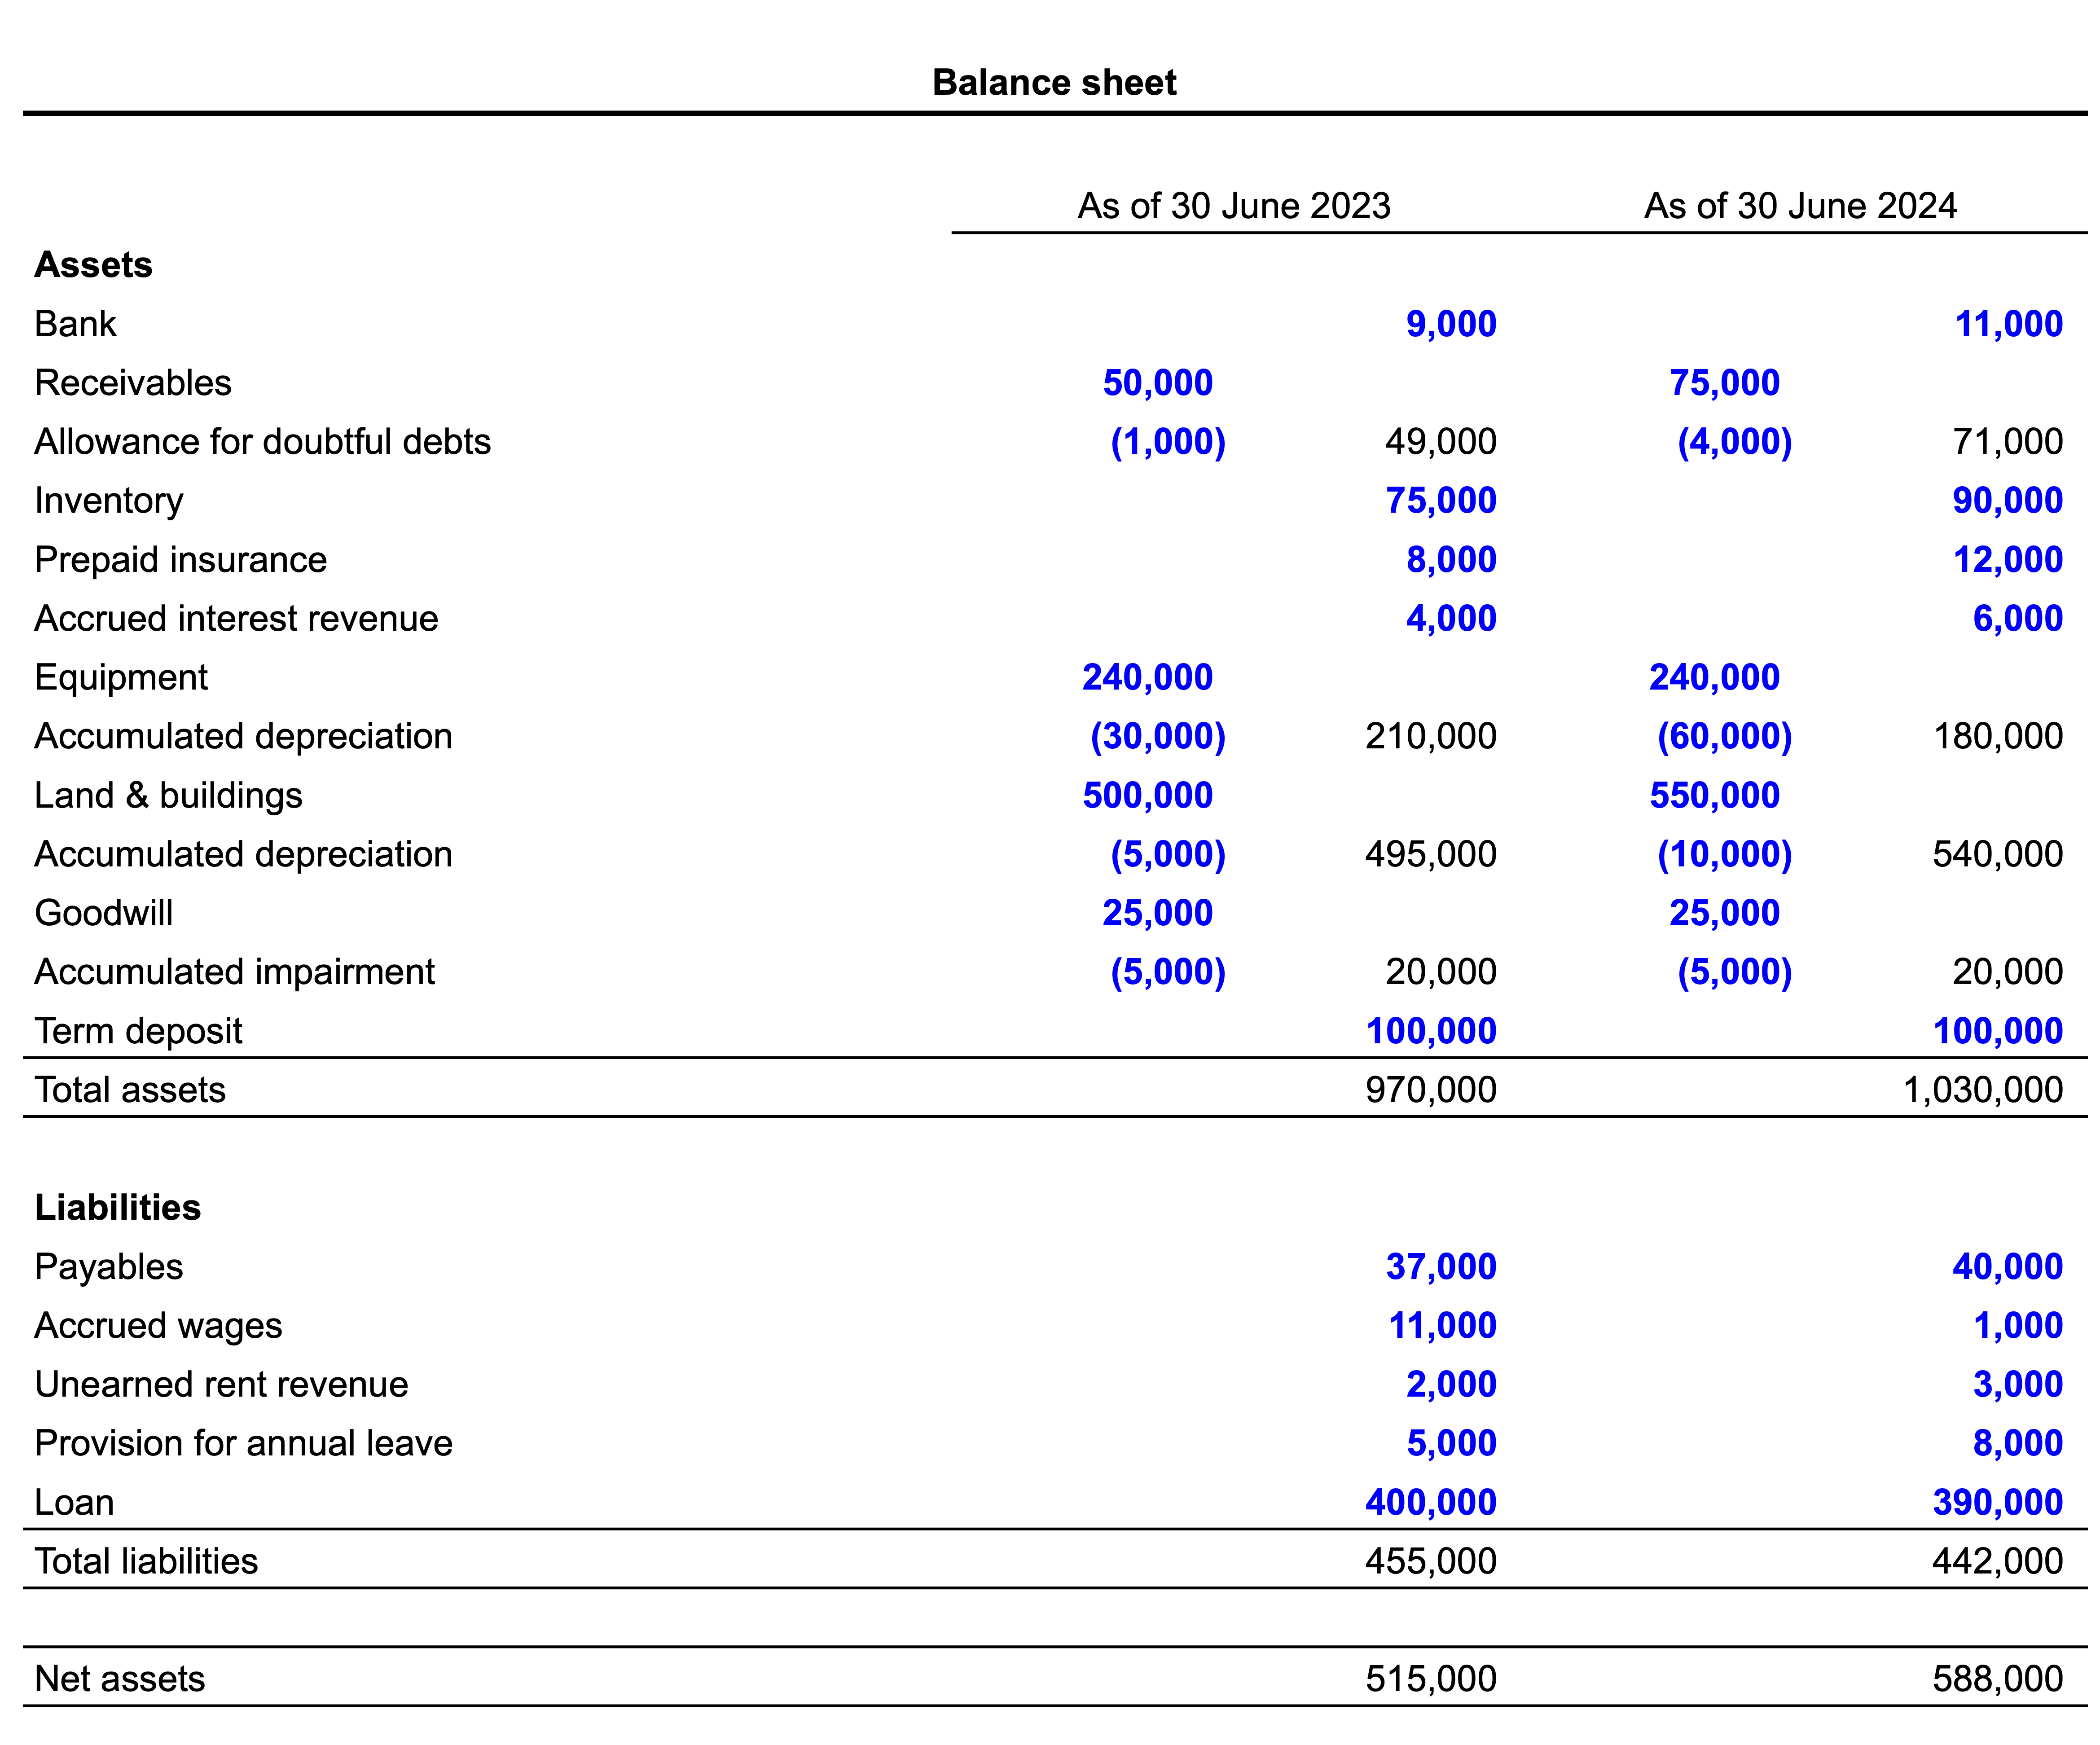 Balance sheet
As of 30 June 2023 As of 30 June 2024
Assets
Bank 9,000 11,000
Receivables 50,000 75,000
Allowance for doubtful debts (1,000) 49,000 (4,000) 71,000
Inventory 75,000 90,000
Prepaid insurance 8,000 12,000
Accrued interest revenue 4,000 6,000
Equipment 240,000 240,000
Accumulated depreciation (30,000) 210,000 (60,000) 180,000
Land & buildings 500,000 550,000
Accumulated depreciation (5,000) 495,000 (10,000) 540,000
Goodwill 25,000 25,000
Accumulated impairment (5,000) 20,000 (5,000) 20,000
Term deposit 100,000 100,000
Total assets 970,000 1,030,000
Liabilities
Payables 37,000 40,000
Accrued wages 11,000 1,000
Unearned rent revenue 2,000 3,000
Provision for annual leave 5,000 8,000
Loan 400,000 390,000
Total liabilities 455,000 442,000
Net assets 515,000 588,000